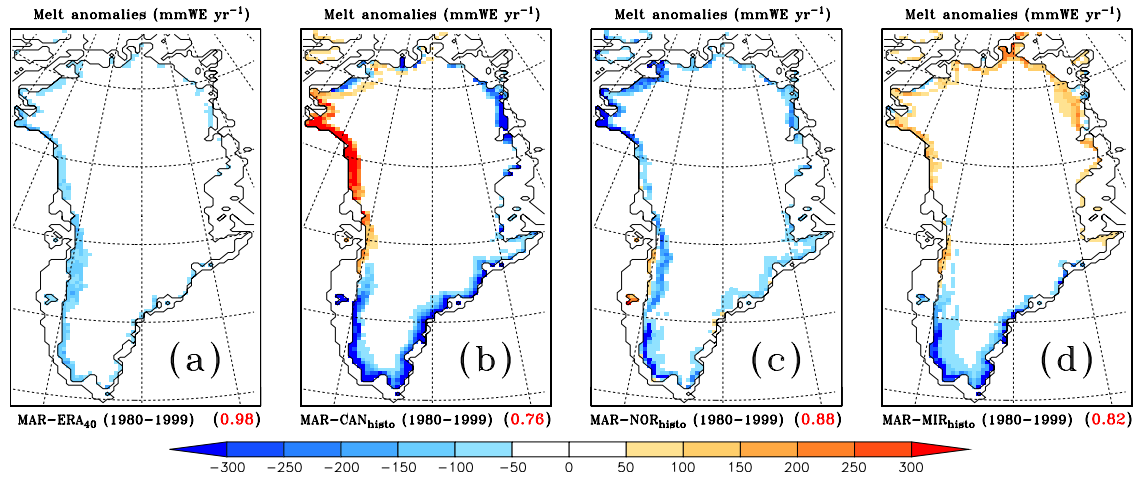 Melt anomalies (mmWE yr⁻¹) Melt anomalies (mmWE yr⁻¹) Melt anomalies (mmWE yr⁻¹) Melt anomalies (mmWE yr⁻¹)
(a) (b) (c) (d)
MAR−ERA₄₀ (1980−1999) (0.98) MAR−CANhisto (1980−1999) (0.76) MAR−NORhisto (1980−1999) (0.88) MAR−MIRhisto (1980−1999) (0.82)
−300 −250 −200 −150 −100 −50 0 50 100 150 200 250 300